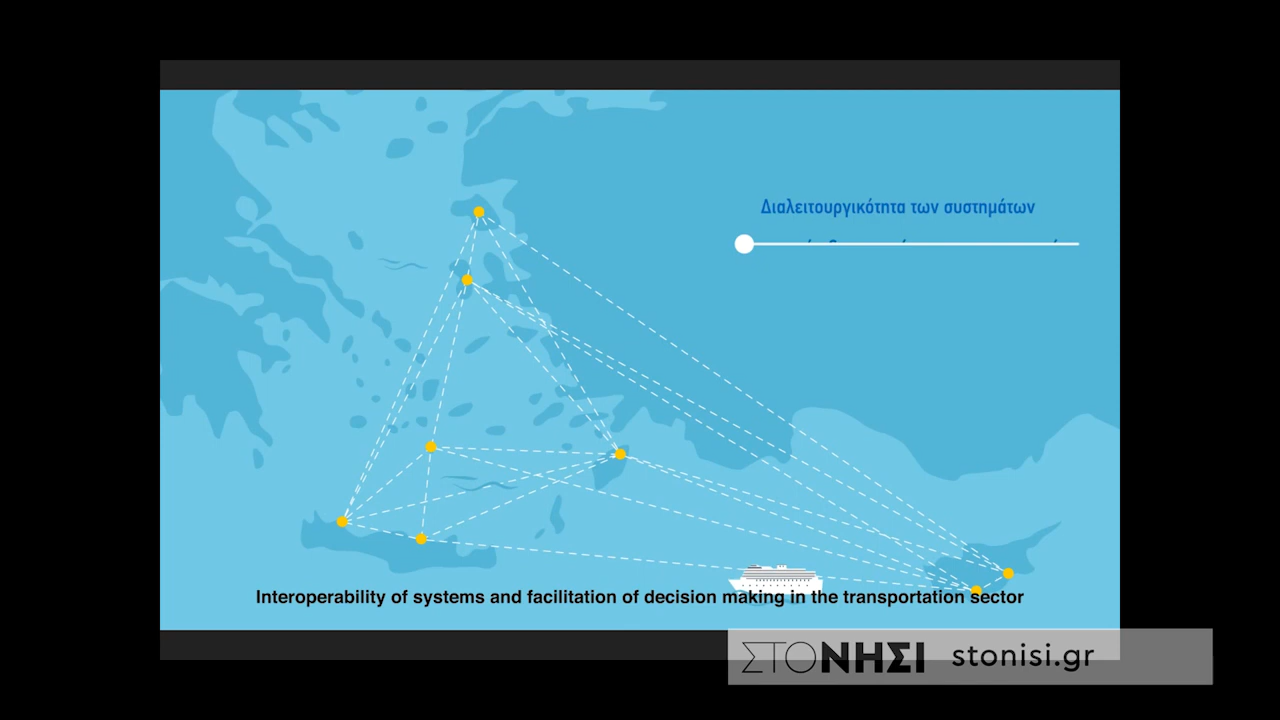 Διαλειτουργικότητα των συστημάτων
Interoperability of systems and facilitation of decision making in the transportation sector
ΣΤΟΝΗΣΙ stonisi.gr